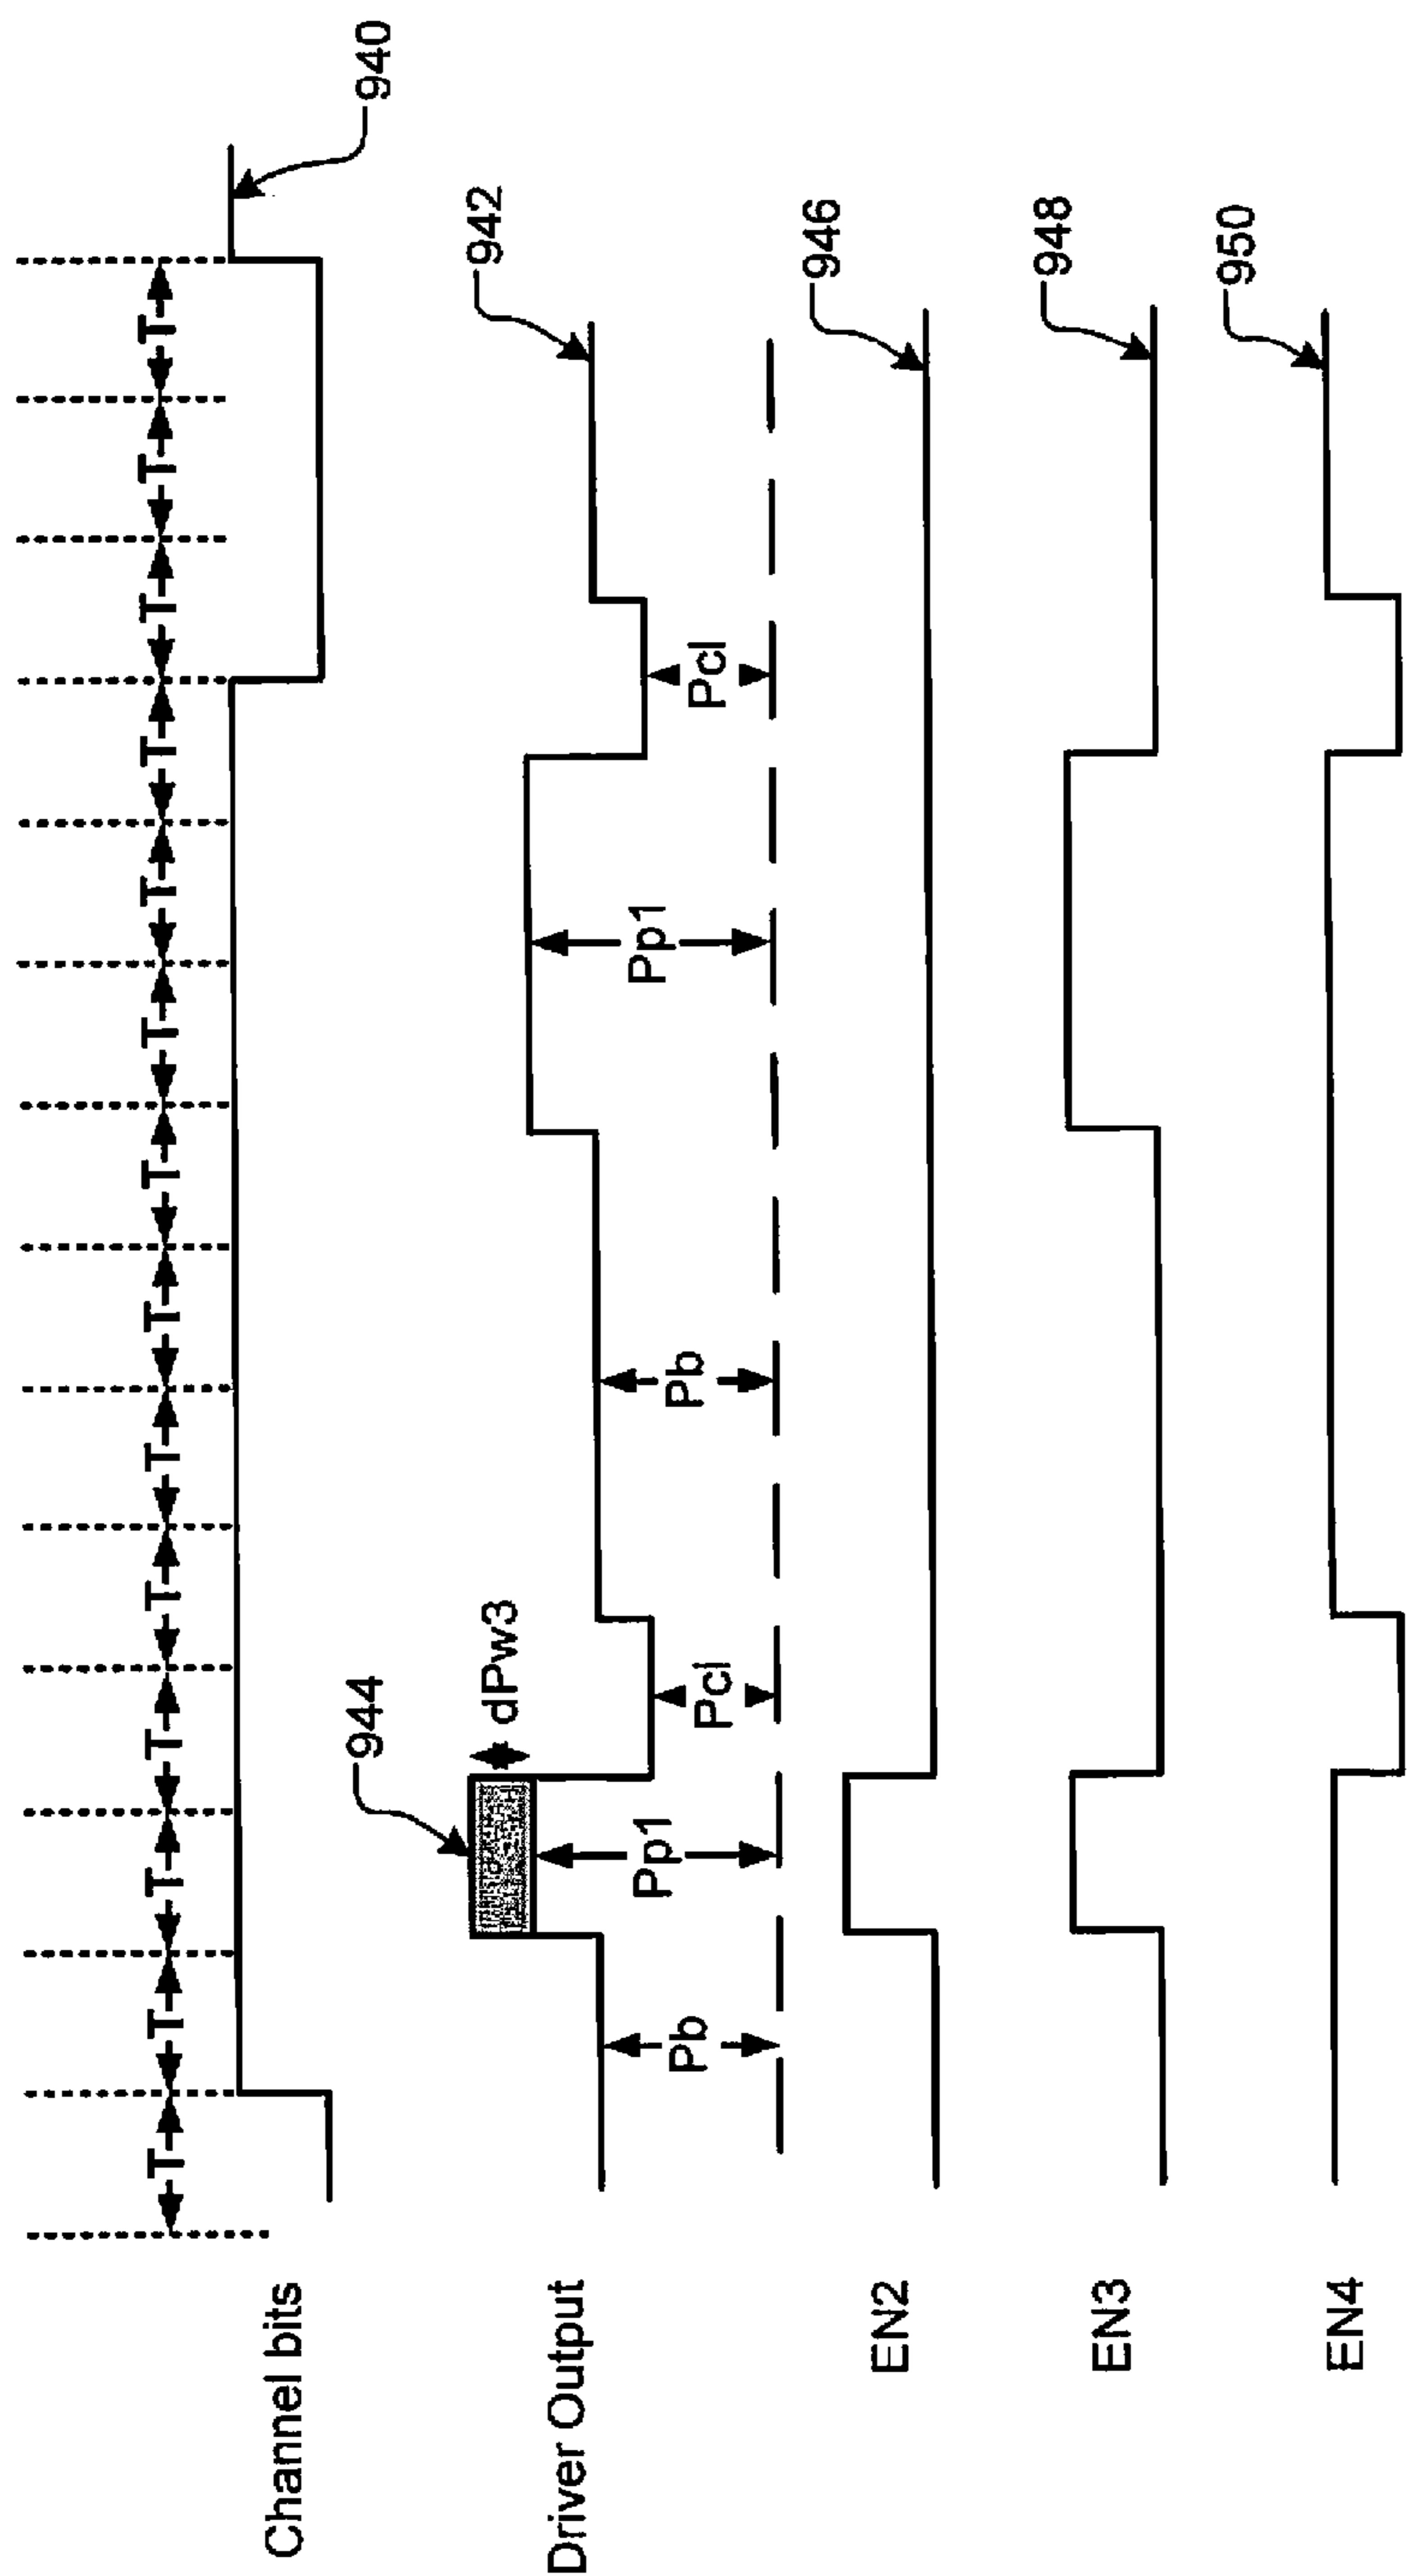 T T T T T T T T T T T T T T
Channel bits
940
944
dPw3
942
Driver Output
Pb
Pp1
Pcl
Pb
Pp1
Pcl
EN2
946
EN3
948
EN4
950